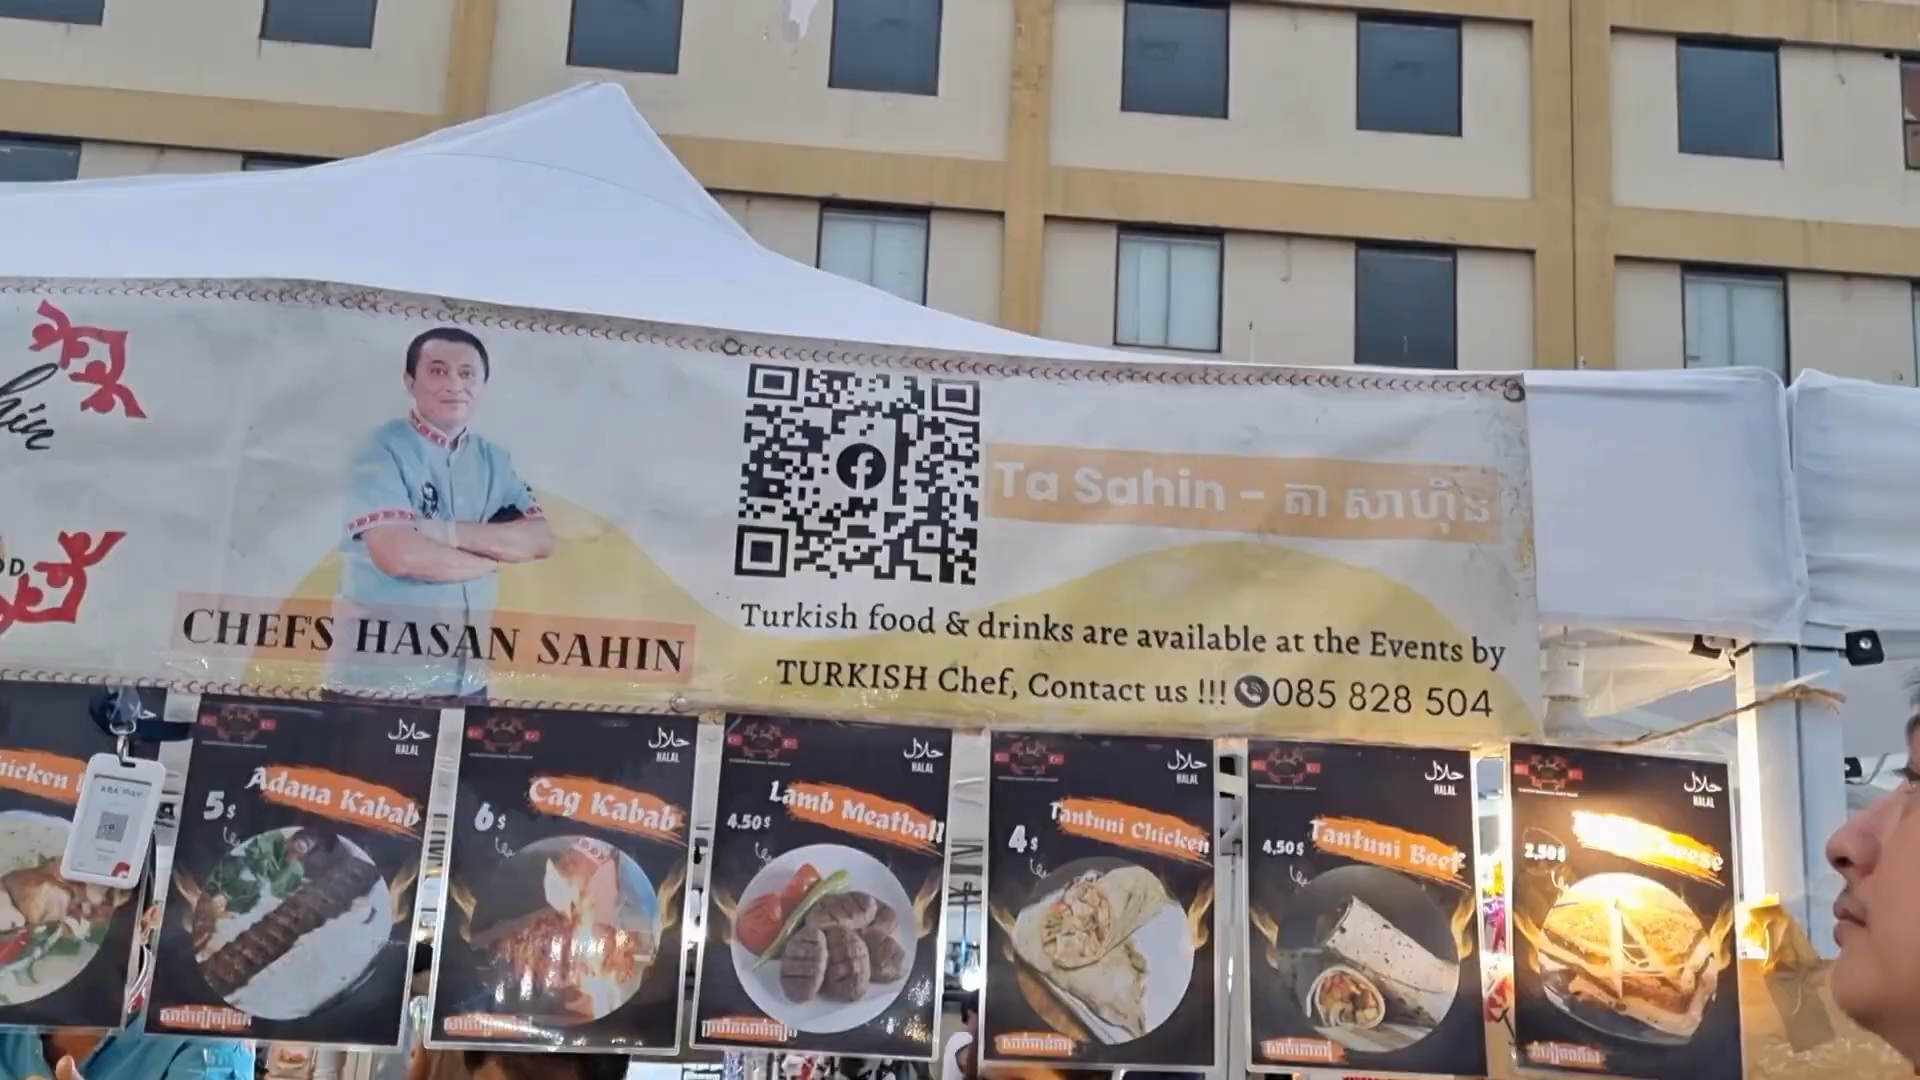 Ta Sahin - តា សាហ៊ីន
CHEF'S HASAN SAHIN
Turkish food & drinks are available at the Events by
TURKISH Chef, Contact us !!! 085 828 504
حلال
HALAL
Adana Kabab
5$
حلال
HALAL
Cag Kabab
6$
حلال
HALAL
Lamb Meatball
4.50$
حلال
HALAL
Tantuni Chicken
4$
حلال
HALAL
Tantuni Beef
4,50$
حلال
HALAL
2,50$